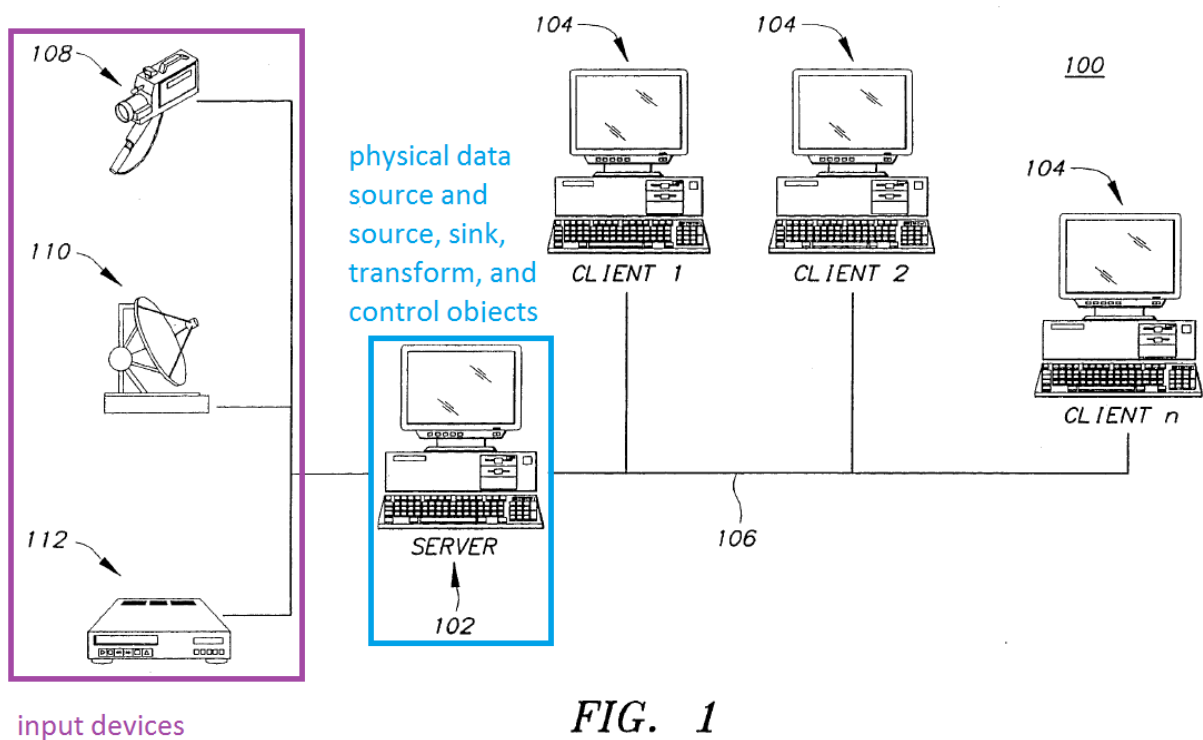 108
104
104
100
104
physical data
source and
source, sink,
transform, and
control objects
110
CLIENT 1
CLIENT 2
CLIENT n
112
SERVER
106
102
input devices
FIG. 1